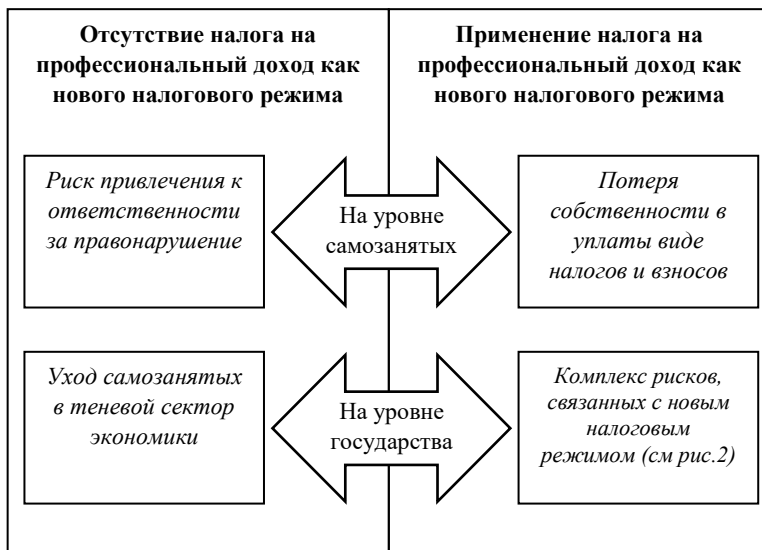 Отсутствие налога на
профессиональный доход как
нового налогового режима
Применение налога на
профессиональный доход как
нового налогового режима
Риск привлечения к
ответственности
за правонарушение
На уровне
самозанятых
Потеря
собственности в
уплаты виде
налогов и взносов
Уход самозанятых
в теневой сектор
экономики
На уровне
государства
Комплекс рисков,
связанных с новым
налоговым
режимом (см рис.2)